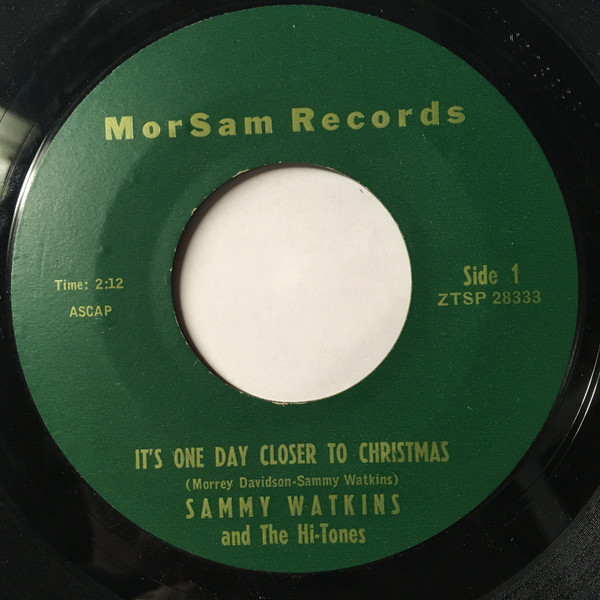 MorSam Records
Time: 2:12
ASCAP
Side 1
ZTSP 28333
IT'S ONE DAY CLOSER TO CHRISTMAS
(Morrey Davidson-Sammy Watkins)
SAMMY WATKINS
and The Hi-Tones